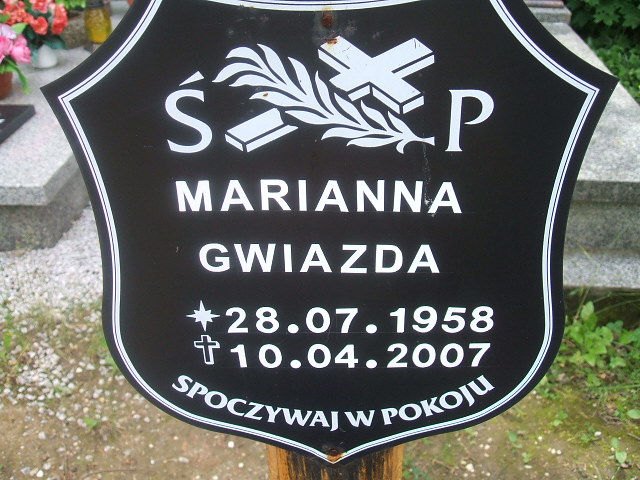 Ś P
MARIANNA
GWIAZDA
28.07.1958
10.04.2007
SPOCZYWAJ W POKOJU